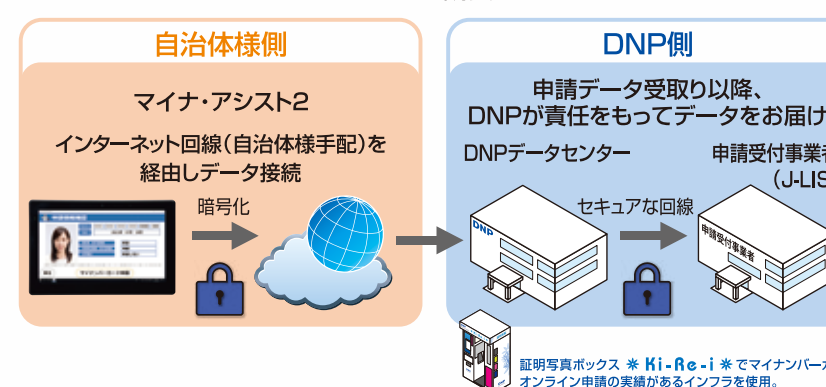 自治体様側
マイナ・アシスト2
インターネット回線(自治体様手配)を
経由しデータ接続
暗号化
DNP側
申請データ受取り以降、
DNPが責任をもってデータをお届け
DNPデータセンター
申請受付事業者
(J-LIS
セキュアな回線
DNP
申請受付事業者
証明写真ボックス Ki-Re-i でマイナンバーカ
オンライン申請の実績があるインフラを使用。